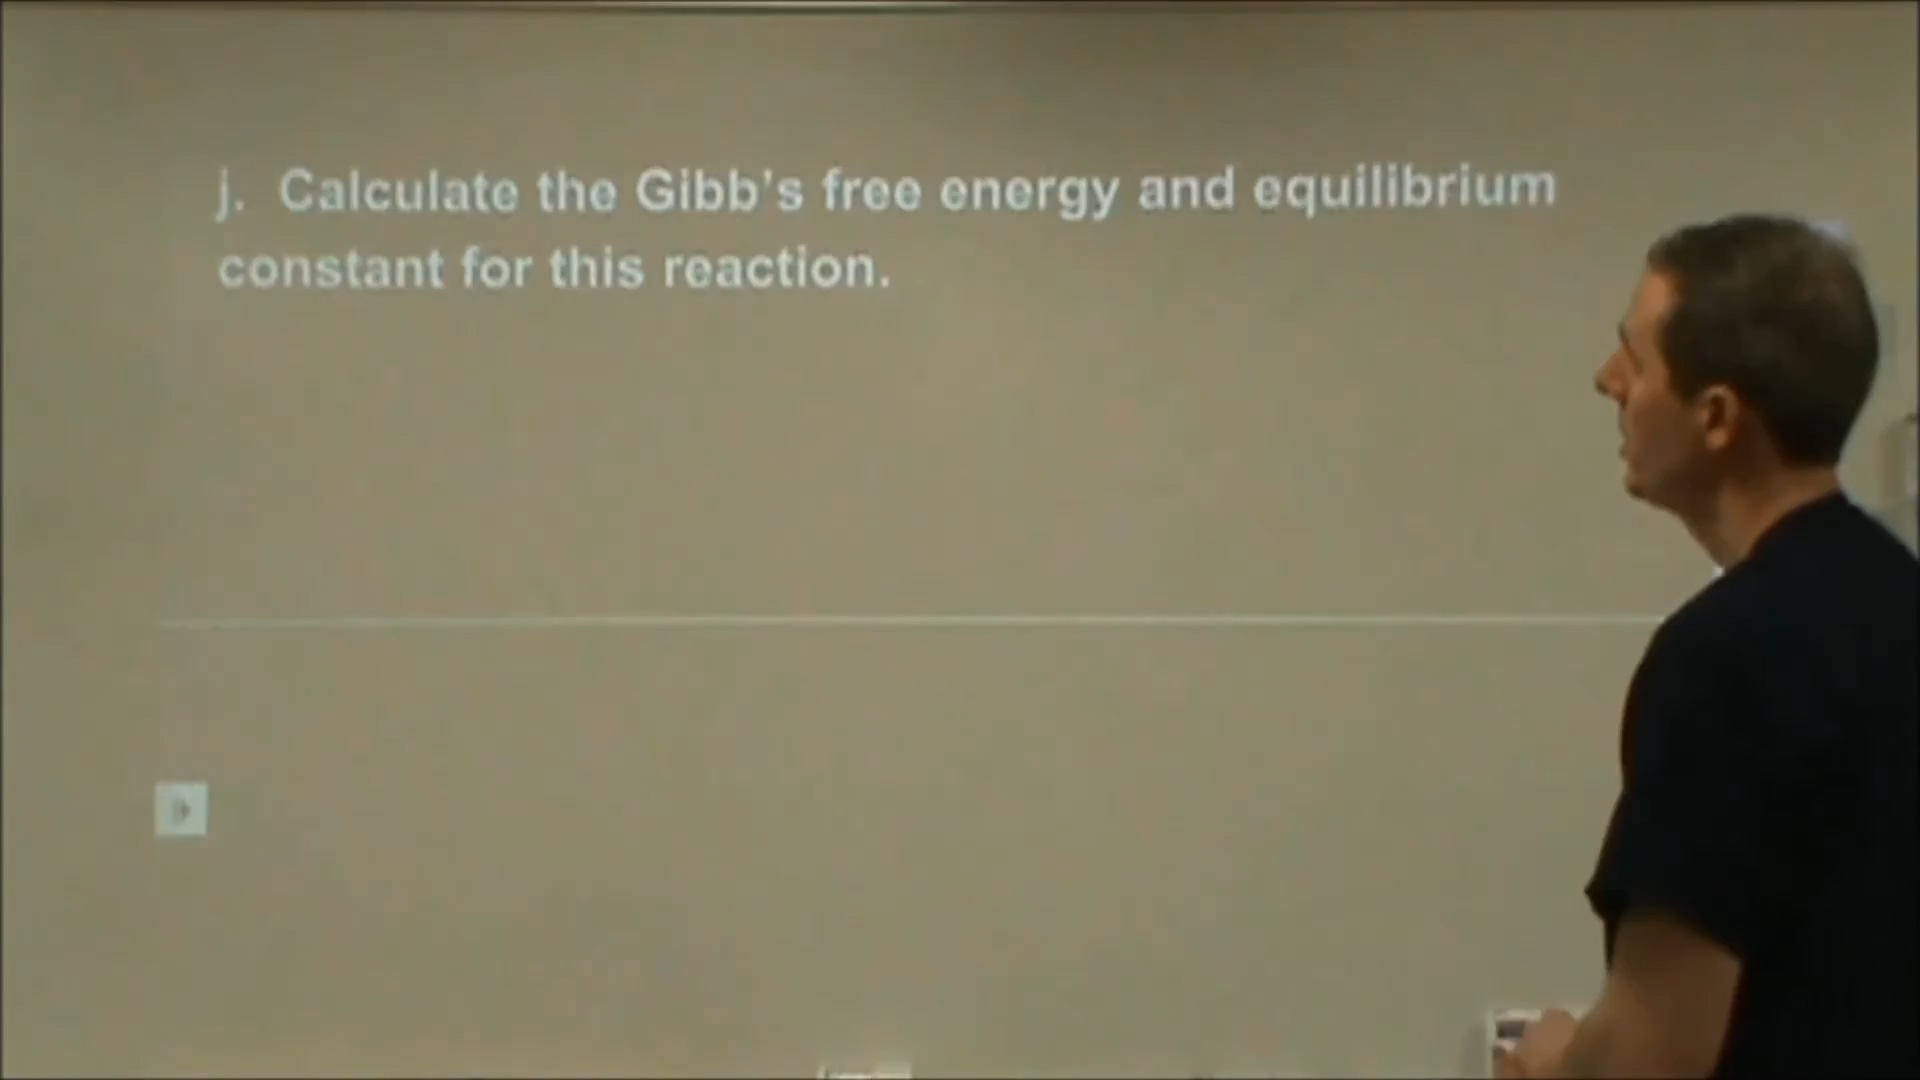 j. Calculate the Gibb's free energy and equilibrium
constant for this reaction.